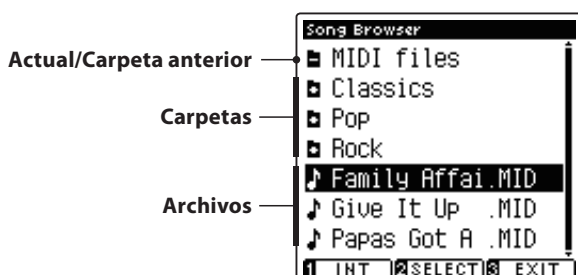 Song Browser
Actual/Carpeta anterior
MIDI files
Carpetas
Classics
Pop
Rock
Archivos
Family Affai.MID
Give It Up .MID
Papas Got A .MID
1 INT 2 SELECT 3 EXIT